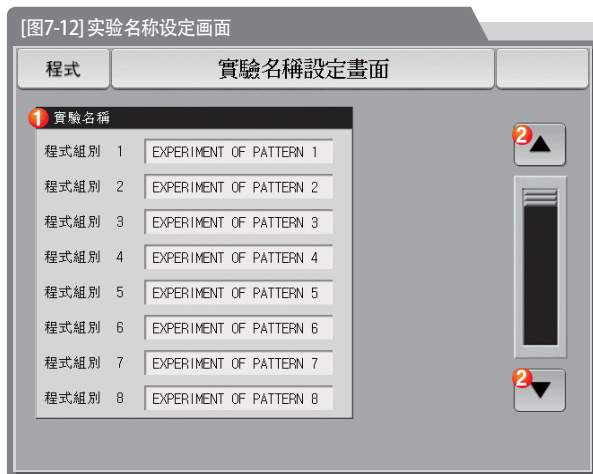 [图7-12] 实验名称设定画面
程式
實驗名稱設定畫面
1 實驗名稱
2
程式組別 1 EXPERIMENT OF PATTERN 1
程式組別 2 EXPERIMENT OF PATTERN 2
程式組別 3 EXPERIMENT OF PATTERN 3
程式組別 4 EXPERIMENT OF PATTERN 4
程式組別 5 EXPERIMENT OF PATTERN 5
程式組別 6 EXPERIMENT OF PATTERN 6
程式組別 7 EXPERIMENT OF PATTERN 7
2
程式組別 8 EXPERIMENT OF PATTERN 8